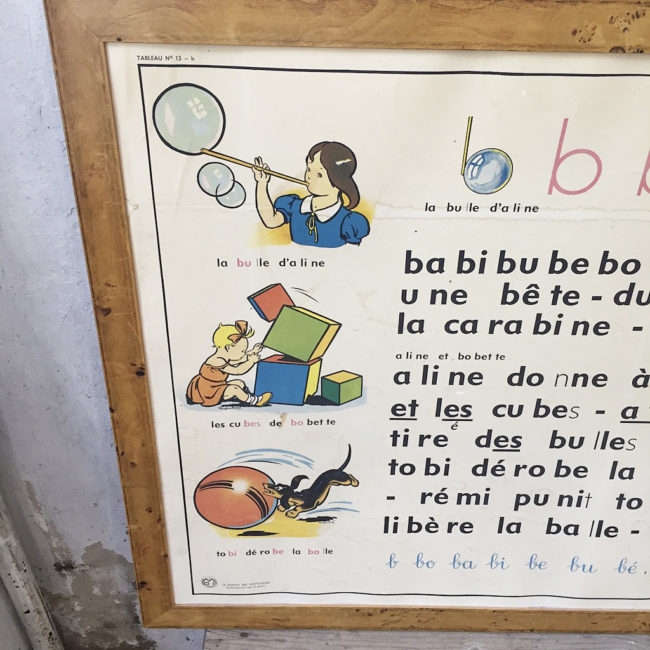 TABLEAU Nº 13 - b
la bu lle d'a li ne
les cu bes de bo bet te
to bi dé ro be la ba lle
b b
la bu lle d'a li ne
ba bi bu be bo
u ne bê te - du
la ca ra bi ne -
a li ne et bo bet te
a li ne do nne à
et les cu bes - a
é
ti re des bu lles
to bi dé ro be la
- ré mi pu nit to
li bè re la ba lle -
b bo ba bi be bu bé.